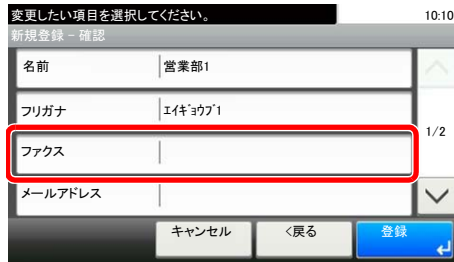 変更したい項目を選択してください。 10:10
新規登録 - 確認
名前 営業部1
フリガナ ｴｲｷﾞｮｳﾌﾞ1
1/2
ファクス
メールアドレス
キャンセル <戻る 登録